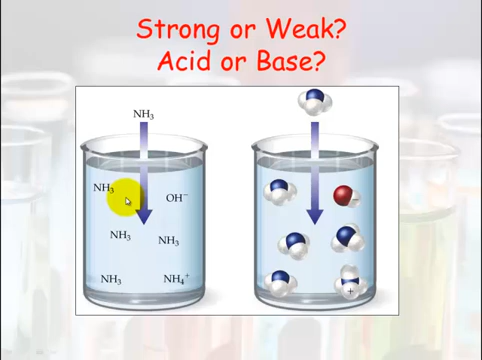 Strong or Weak?
Acid or Base?
NH₃
NH₃
OH⁻
NH₃
NH₃
NH₃
NH₄⁺
−
+